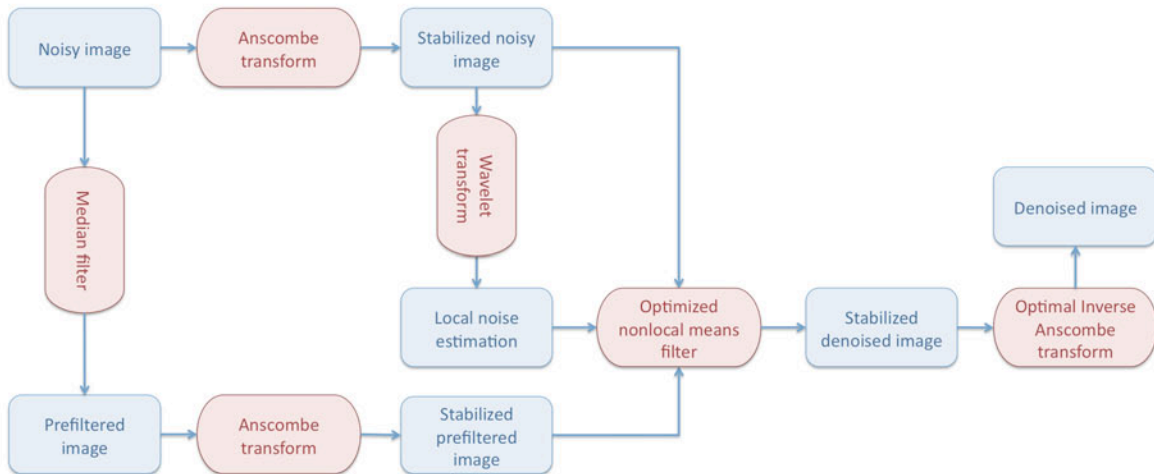 Noisy image
Anscombe
transform
Stabilized noisy
image
Median filter
Wavelet
transform
Denoised image
Local noise
estimation
Optimized
nonlocal means
filter
Stabilized
denoised image
Optimal Inverse
Anscombe
transform
Prefiltered
image
Anscombe
transform
Stabilized
prefiltered
image